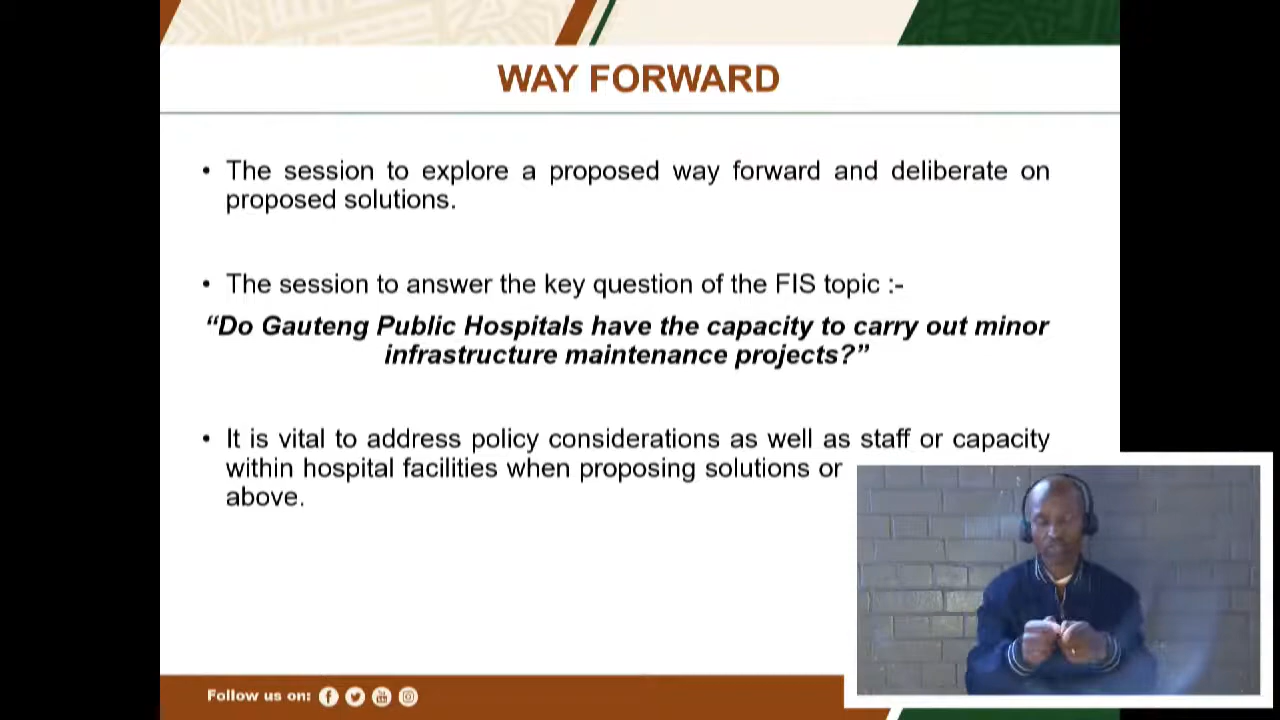 WAY FORWARD
• The session to explore a proposed way forward and deliberate on
proposed solutions.
• The session to answer the key question of the FIS topic :-
“Do Gauteng Public Hospitals have the capacity to carry out minor
infrastructure maintenance projects?”
• It is vital to address policy considerations as well as staff or capacity
within hospital facilities when proposing solutions or
above.
Follow us on: